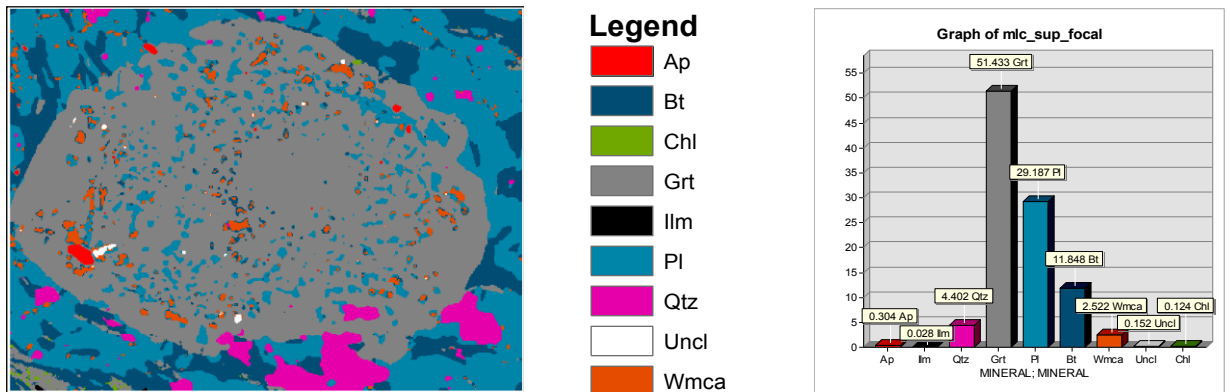 Legend
Ap
Bt
Chl
Grt
Ilm
Pl
Qtz
Uncl
Wmca
Graph of mlc_sup_focal
51.433 Grt
29.187 Pl
11.848 Bt
4.402 Qtz
2.522 Wmca
0.124 Chl
0.304 Ap
0.152 Uncl
0.028 Ilm
55
50
45
40
35
30
25
20
15
10
5
0
Ap Ilm Qtz Grt Pl Bt Wmca Uncl Chl
MINERAL; MINERAL